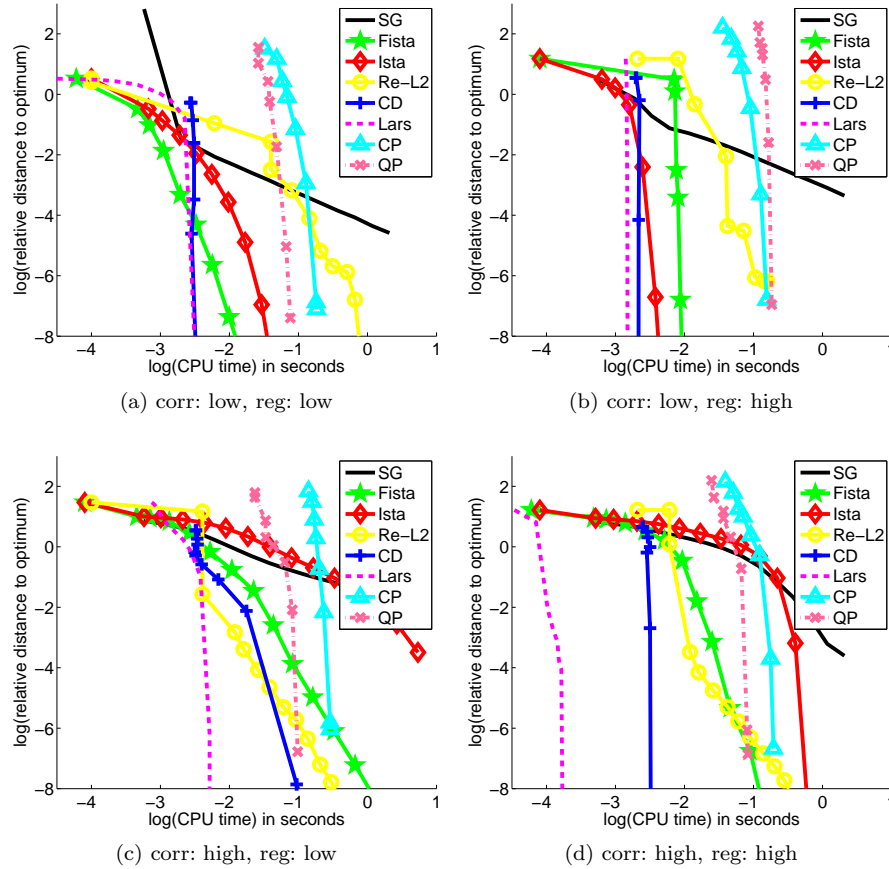 log(relative distance to optimum)
2
0
−2
−4
−6
−8
−4 −3 −2 −1 0 1
log(CPU time) in seconds
SG
Fista
Ista
Re−L2
CD
Lars
CP
QP
(a) corr: low, reg: low
log(relative distance to optimum)
2
0
−2
−4
−6
−8
−4 −3 −2 −1 0 1
log(CPU time) in seconds
SG
Fista
Ista
Re−L2
CD
Lars
CP
QP
(b) corr: low, reg: high
log(relative distance to optimum)
2
0
−2
−4
−6
−8
−4 −3 −2 −1 0 1
log(CPU time) in seconds
SG
Fista
Ista
Re−L2
CD
Lars
CP
QP
(c) corr: high, reg: low
log(relative distance to optimum)
2
0
−2
−4
−6
−8
−4 −3 −2 −1 0 1
log(CPU time) in seconds
SG
Fista
Ista
Re−L2
CD
Lars
CP
QP
(d) corr: high, reg: high